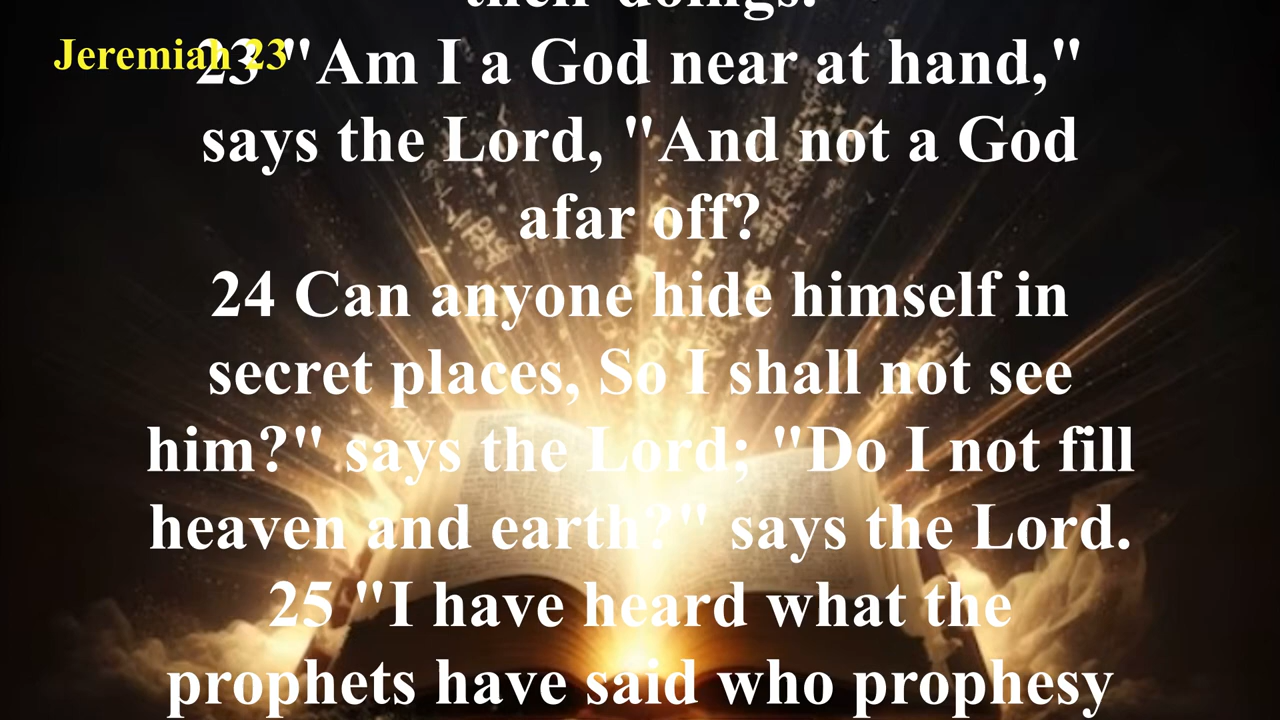 their doings.
Jeremiah 23
23 "Am I a God near at hand,"
says the Lord, "And not a God
afar off?
24 Can anyone hide himself in
secret places, So I shall not see
him?" says the Lord; "Do I not fill
heaven and earth?" says the Lord.
25 "I have heard what the
prophets have said who prophesy